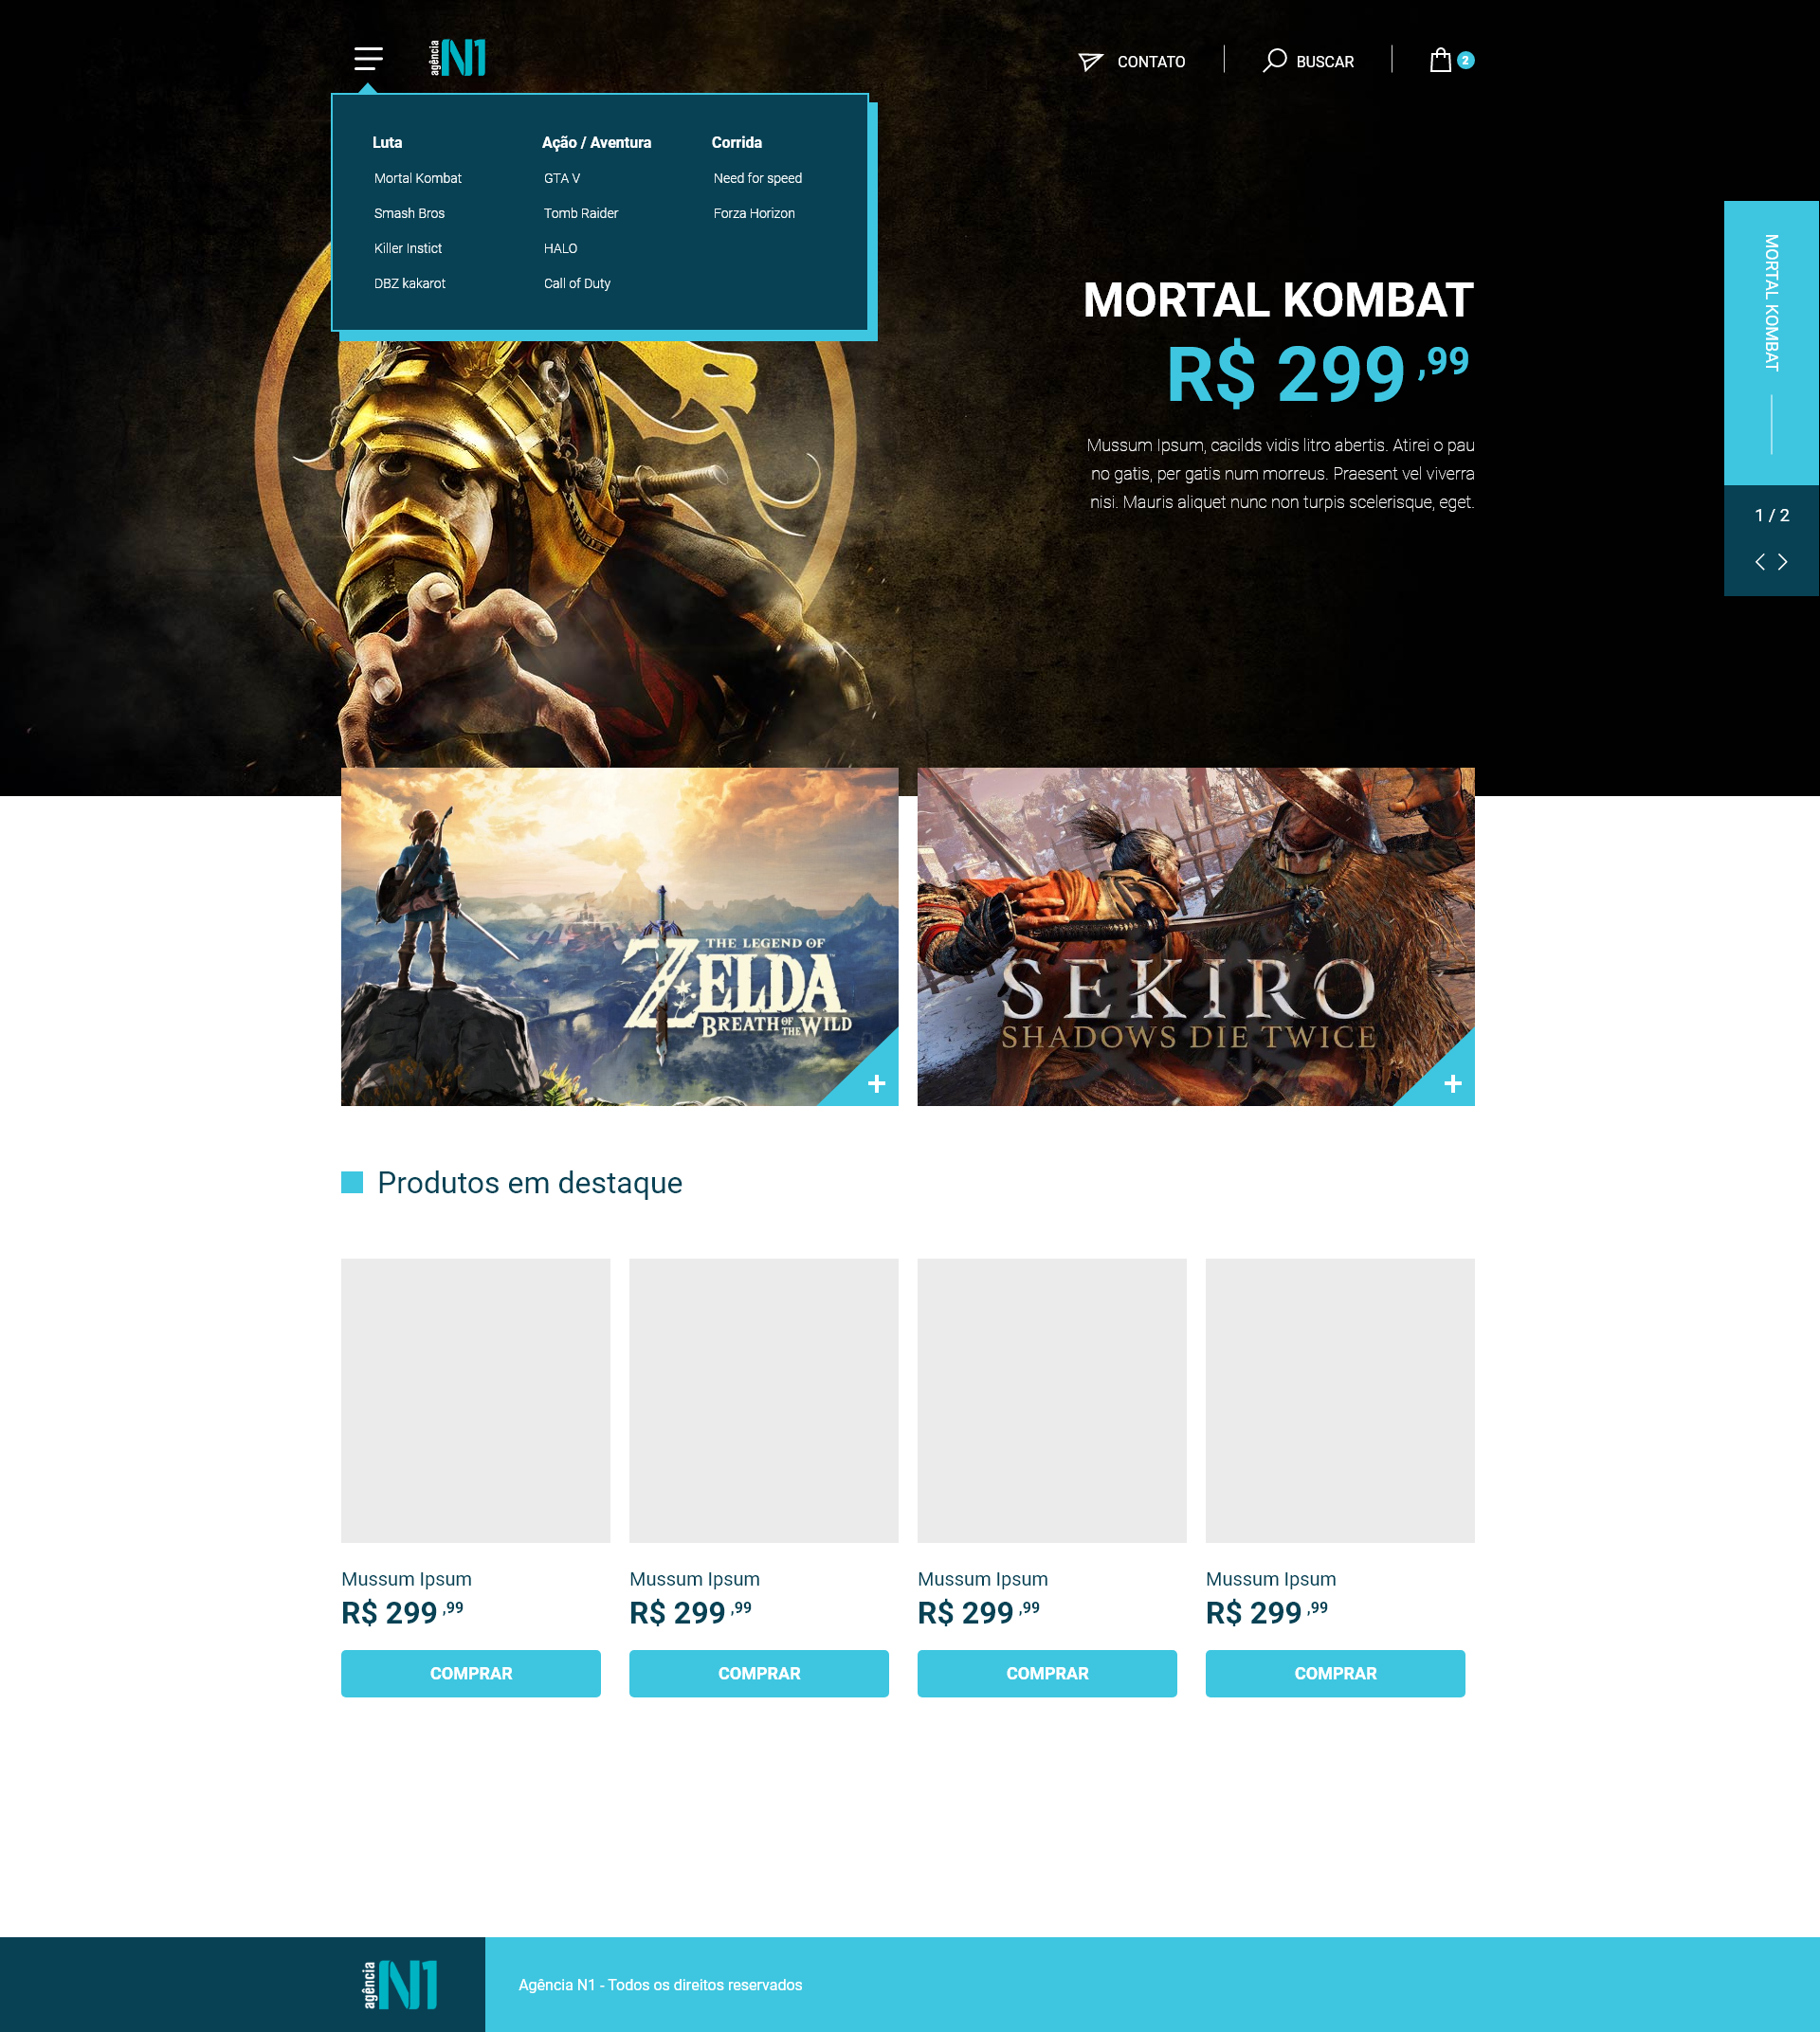 agência N1
CONTATO
BUSCAR
2
Luta
Mortal Kombat
Smash Bros
Killer Instict
DBZ kakarot
Ação / Aventura
GTA V
Tomb Raider
HALO
Call of Duty
Corrida
Need for speed
Forza Horizon
MORTAL KOMBAT
R$ 299 ,99
Mussum Ipsum, cacilds vidis litro abertis. Atirei o pau
no gatis, per gatis num morreus. Praesent vel viverra
nisi. Mauris aliquet nunc non turpis scelerisque, eget.
MORTAL KOMBAT
1 / 2
THE LEGEND OF
ZELDA
BREATH OF THE WILD
+
SEKIRO
SHADOWS DIE TWICE
+
Produtos em destaque
Mussum Ipsum
R$ 299 ,99
COMPRAR
Mussum Ipsum
R$ 299 ,99
COMPRAR
Mussum Ipsum
R$ 299 ,99
COMPRAR
Mussum Ipsum
R$ 299 ,99
COMPRAR
agência N1
Agência N1 - Todos os direitos reservados